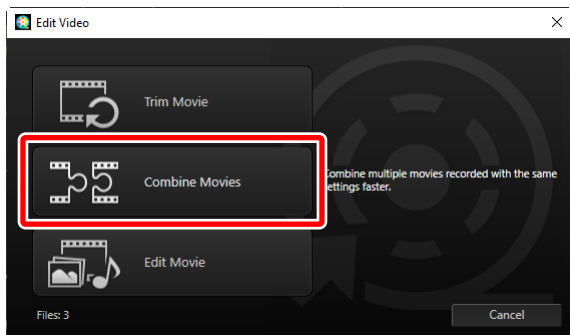 Edit Video
Trim Movie
Combine Movies
Combine multiple movies recorded with the same
settings faster.
Edit Movie
Files: 3
Cancel